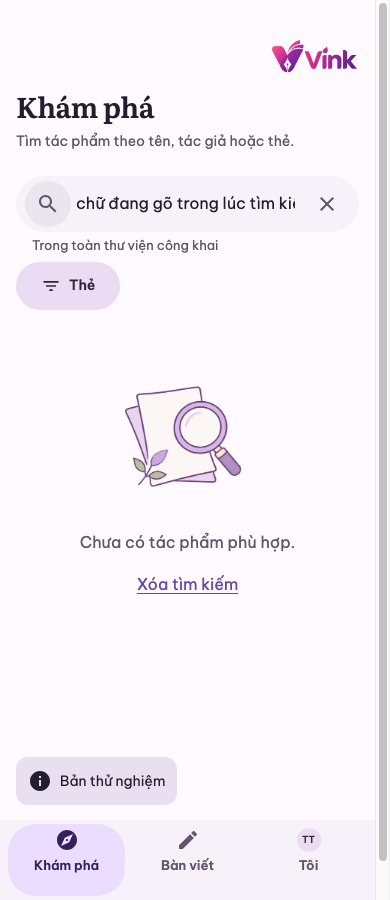 Vink
Khám phá
Tìm tác phẩm theo tên, tác giả hoặc thẻ.
chữ đang gõ trong lúc tìm
Trong toàn thư viện công khai
Thẻ
Chưa có tác phẩm phù hợp.
Xóa tìm kiếm
Bản thử nghiệm
Khám phá
Bàn viết
TT
Tôi